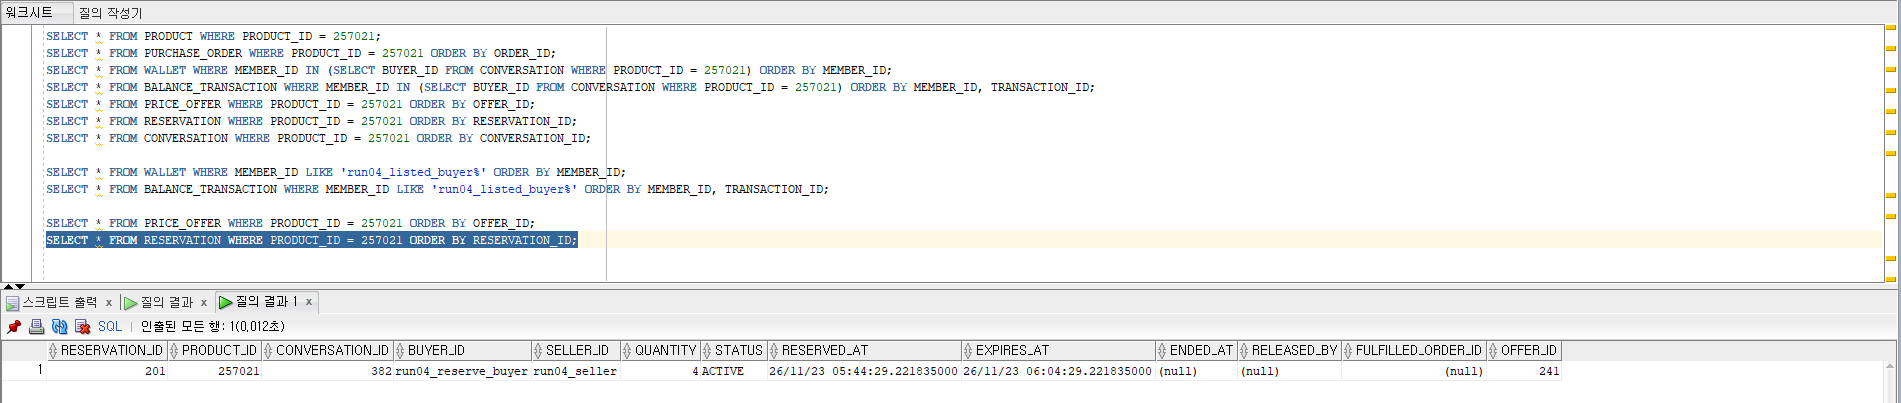 워크시트 질의 작성기
SELECT * FROM PRODUCT WHERE PRODUCT_ID = 257021;
SELECT * FROM PURCHASE_ORDER WHERE PRODUCT_ID = 257021 ORDER BY ORDER_ID;
SELECT * FROM WALLET WHERE MEMBER_ID IN (SELECT BUYER_ID FROM CONVERSATION WHERE PRODUCT_ID = 257021) ORDER BY MEMBER_ID;
SELECT * FROM BALANCE_TRANSACTION WHERE MEMBER_ID IN (SELECT BUYER_ID FROM CONVERSATION WHERE PRODUCT_ID = 257021) ORDER BY MEMBER_ID, TRANSACTION_ID;
SELECT * FROM PRICE_OFFER WHERE PRODUCT_ID = 257021 ORDER BY OFFER_ID;
SELECT * FROM RESERVATION WHERE PRODUCT_ID = 257021 ORDER BY RESERVATION_ID;
SELECT * FROM CONVERSATION WHERE PRODUCT_ID = 257021 ORDER BY CONVERSATION_ID;
SELECT * FROM WALLET WHERE MEMBER_ID LIKE 'run04_listed_buyer%' ORDER BY MEMBER_ID;
SELECT * FROM BALANCE_TRANSACTION WHERE MEMBER_ID LIKE 'run04_listed_buyer%' ORDER BY MEMBER_ID, TRANSACTION_ID;
SELECT * FROM PRICE_OFFER WHERE PRODUCT_ID = 257021 ORDER BY OFFER_ID;
SELECT * FROM RESERVATION WHERE PRODUCT_ID = 257021 ORDER BY RESERVATION_ID;
스크립트 출력 x 질의 결과 x 질의 결과 1 x
SQL | 인출된 모든 행: 1(0,012초)
RESERVATION_ID PRODUCT_ID CONVERSATION_ID BUYER_ID SELLER_ID QUANTITY STATUS RESERVED_AT EXPIRES_AT ENDED_AT RELEASED_BY FULFILLED_ORDER_ID OFFER_ID
1 201 257021 382 run04_reserve_buyer run04_seller 4 ACTIVE 26/11/23 05:44:29.221835000 26/11/23 06:04:29.221835000 (null) (null) (null) 241